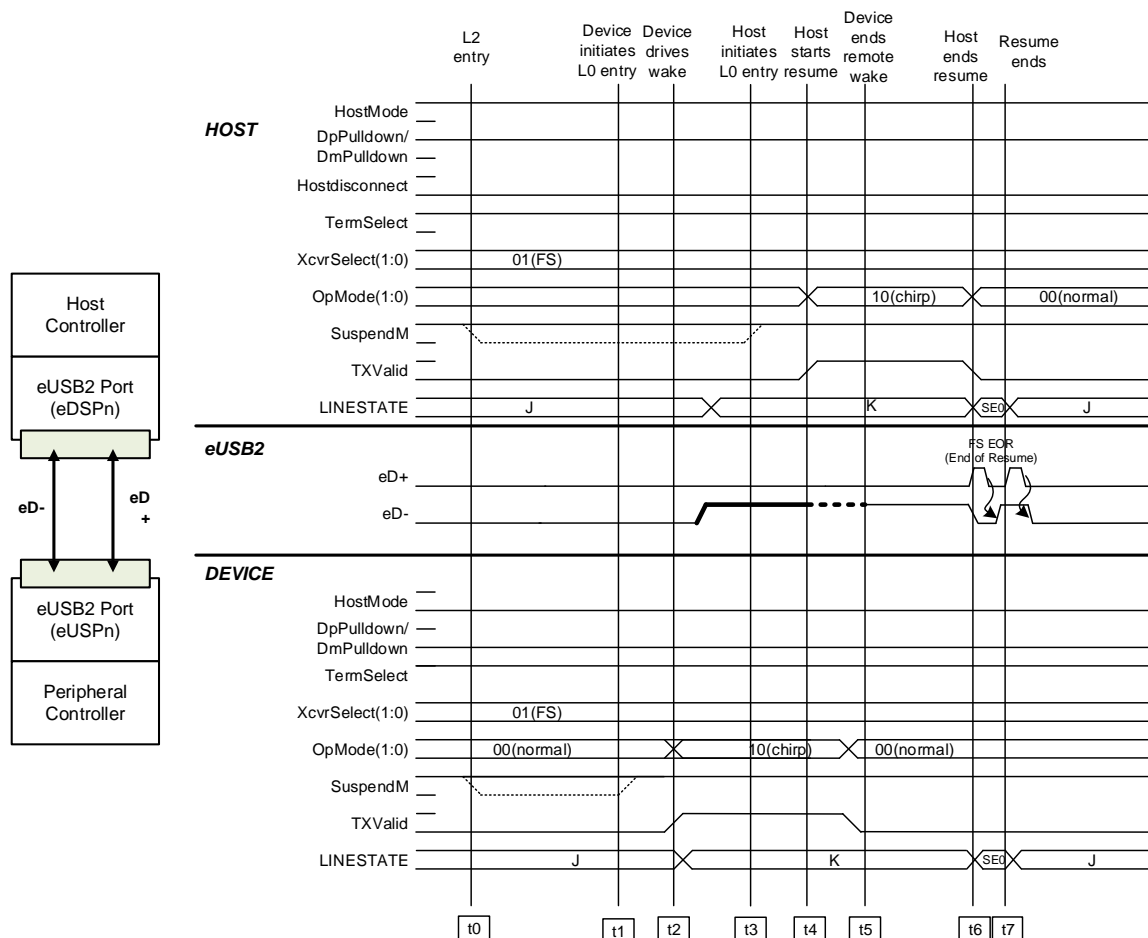 L2
entry
Device
initiates
L0 entry
Device
drives
wake
Host
initiates
L0 entry
Host
starts
resume
Device
ends
remote
wake
Host
ends
resume
Resume
ends
HOST
HostMode
DpPulldown/
DmPulldown
Hostdisconnect
TermSelect
XcvrSelect(1:0)
01(FS)
OpMode(1:0)
10(chirp)
00(normal)
SuspendM
TXValid
LINESTATE
J
K
SE0
J
eUSB2
FS EOR
(End of Resume)
eD+
eD-
DEVICE
HostMode
DpPulldown/
DmPulldown
TermSelect
XcvrSelect(1:0)
01(FS)
OpMode(1:0)
00(normal)
10(chirp)
00(normal)
SuspendM
TXValid
LINESTATE
J
K
SE0
J
t0
t1
t2
t3
t4
t5
t6
t7
Host
Controller
eUSB2 Port
(eDSPn)
eD-
eD
+
eUSB2 Port
(eUSPn)
Peripheral
Controller